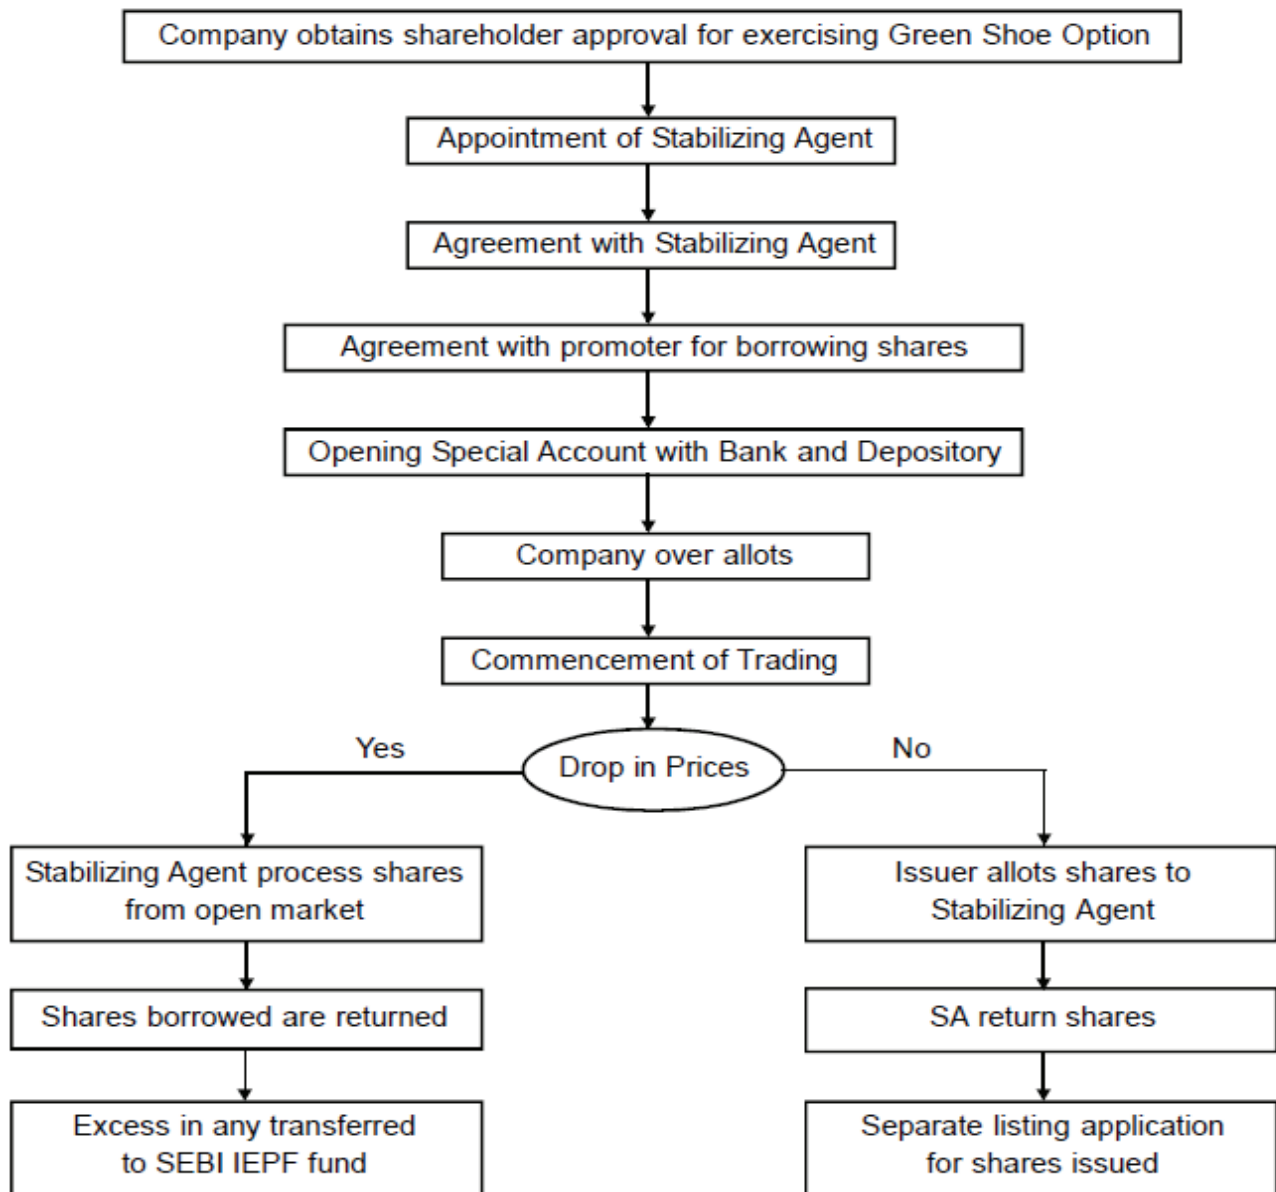 Company obtains shareholder approval for exercising Green Shoe Option
Appointment of Stabilizing Agent
Agreement with Stabilizing Agent
Agreement with promoter for borrowing shares
Opening Special Account with Bank and Depository
Company over allots
Commencement of Trading
Drop in Prices
Yes
No
Stabilizing Agent process shares
from open market
Shares borrowed are returned
Excess in any transferred
to SEBI IEPF fund
Issuer allots shares to
Stabilizing Agent
SA return shares
Separate listing application
for shares issued